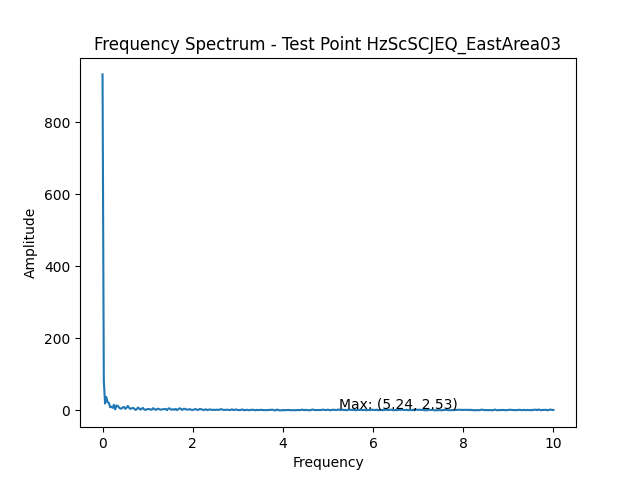 Frequency Spectrum - Test Point HzScSCJEQ_EastArea03
Amplitude
800
600
400
200
0
Max: (5.24, 2.53)
0 2 4 6 8 10
Frequency